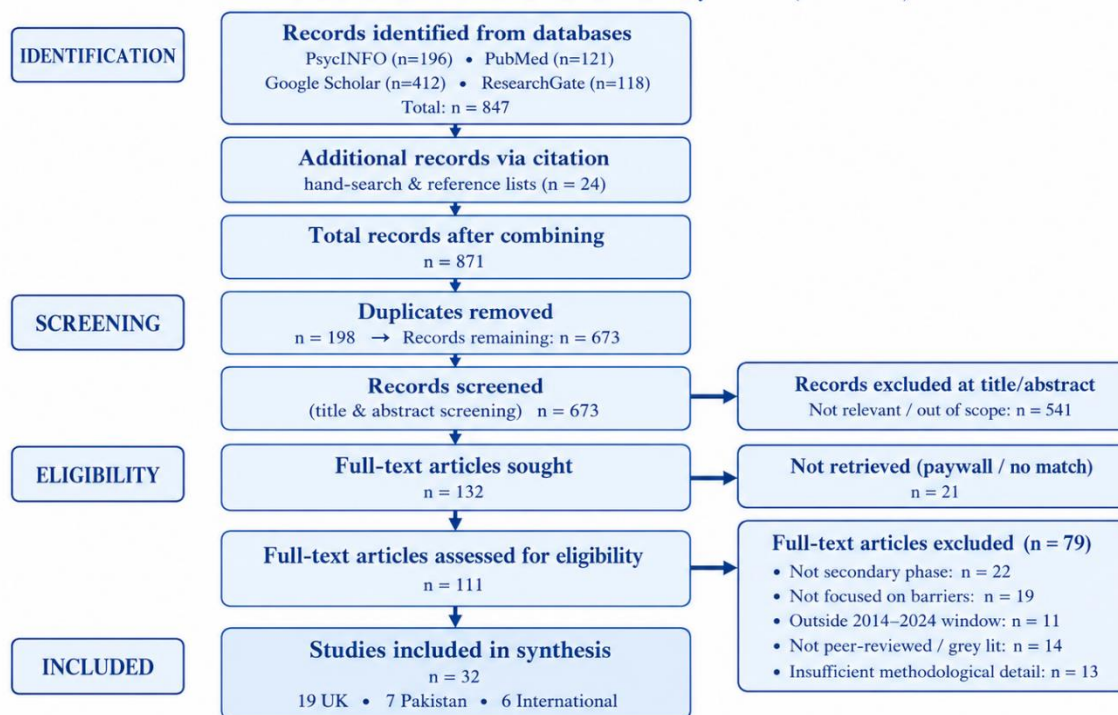 IDENTIFICATION
Records identified from databases
PsycINFO (n=196) • PubMed (n=121)
Google Scholar (n=412) • ResearchGate (n=118)
Total: n = 847
Additional records via citation
hand-search & reference lists (n = 24)
Total records after combining
n = 871
SCREENING
Duplicates removed
n = 198 → Records remaining: n = 673
Records screened
(title & abstract screening) n = 673
Records excluded at title/abstract
Not relevant / out of scope: n = 541
ELIGIBILITY
Full-text articles sought
n = 132
Not retrieved (paywall / no match)
n = 21
Full-text articles assessed for eligibility
n = 111
Full-text articles excluded (n = 79)
• Not secondary phase: n = 22
• Not focused on barriers: n = 19
• Outside 2014–2024 window: n = 11
• Not peer-reviewed / grey lit: n = 14
• Insufficient methodological detail: n = 13
INCLUDED
Studies included in synthesis
n = 32
19 UK • 7 Pakistan • 6 International